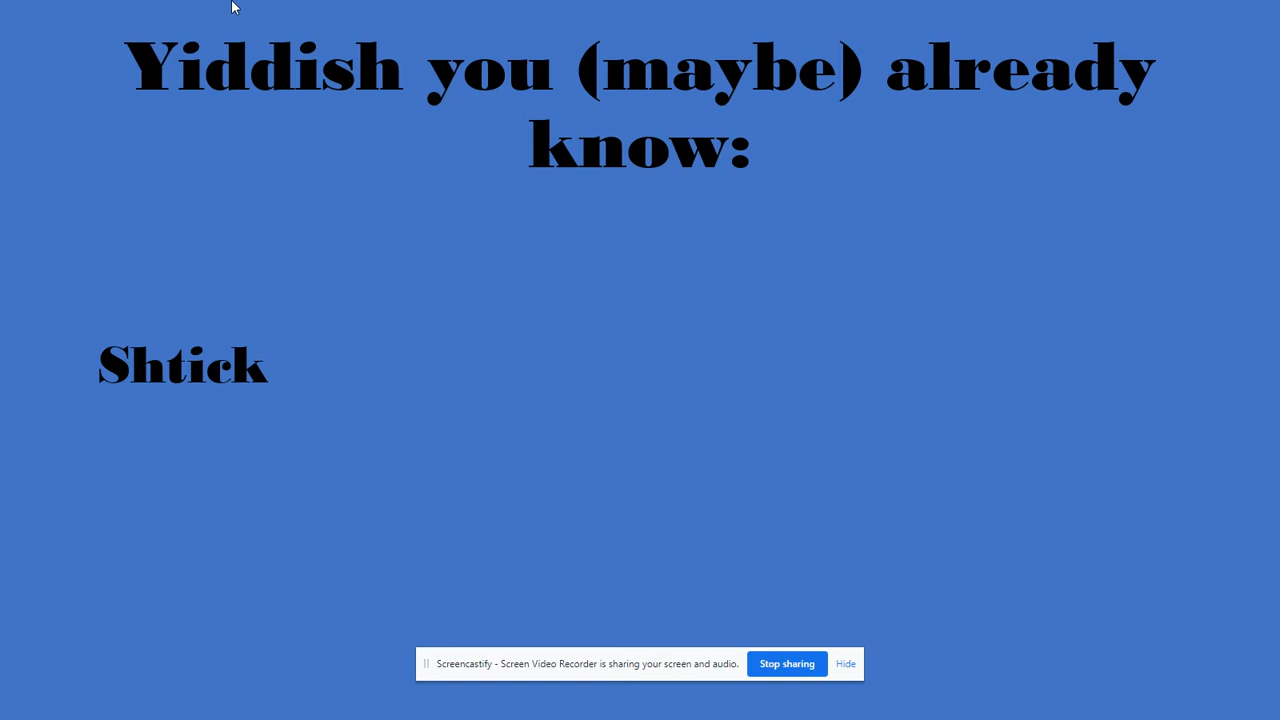 Yiddish you (maybe) already
know:
Shtick
Screencastify - Screen Video Recorder is sharing your screen and audio. Stop sharing Hide